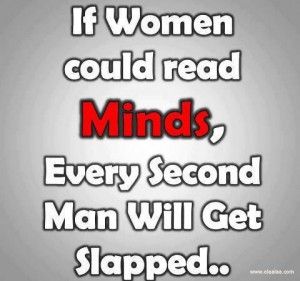 If Women
could read
Minds,
Every Second
Man Will Get
Slapped..